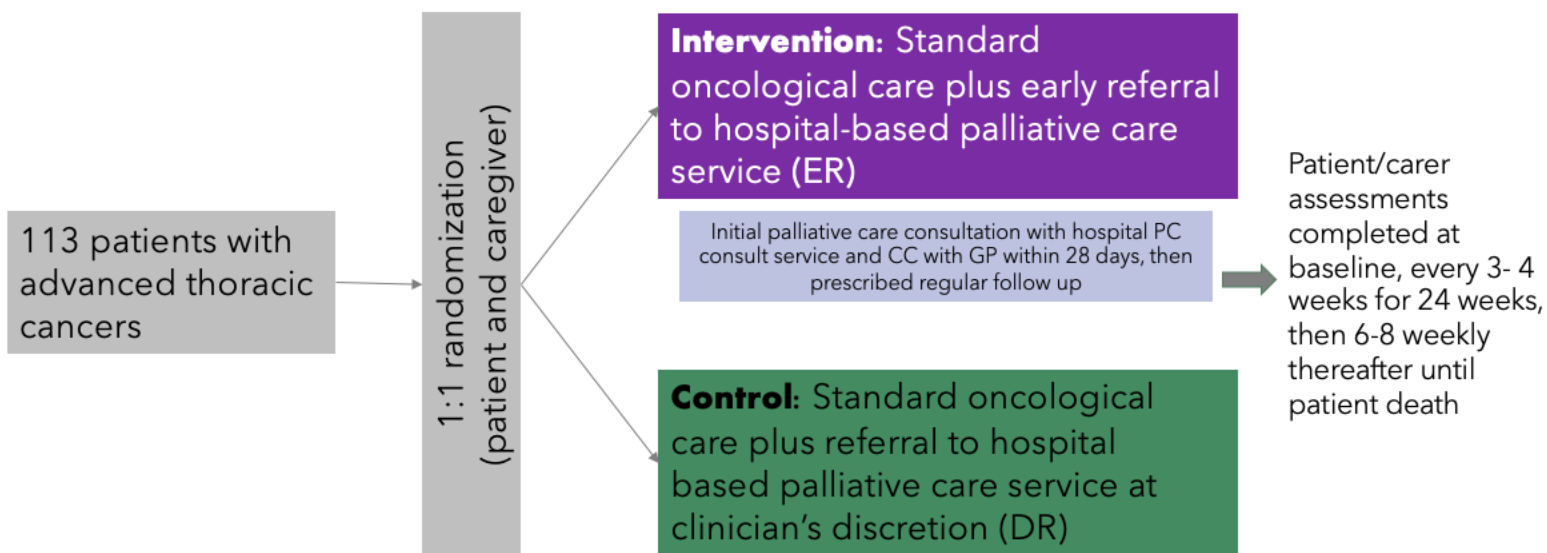 113 patients with
advanced thoracic
cancers
1:1 randomization
(patient and caregiver)
Intervention: Standard
oncological care plus early referral
to hospital-based palliative care
service (ER)
Initial palliative care consultation with hospital PC
consult service and CC with GP within 28 days, then
prescribed regular follow up
Control: Standard oncological
care plus referral to hospital
based palliative care service at
clinician’s discretion (DR)
Patient/carer
assessments
completed at
baseline, every 3- 4
weeks for 24 weeks,
then 6-8 weekly
thereafter until
patient death